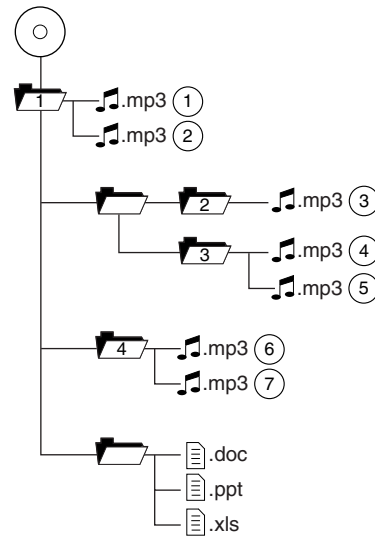 1 .mp3 1
.mp3 2
2 .mp3 3
3 .mp3 4
.mp3 5
4 .mp3 6
.mp3 7
.doc
.ppt
.xls